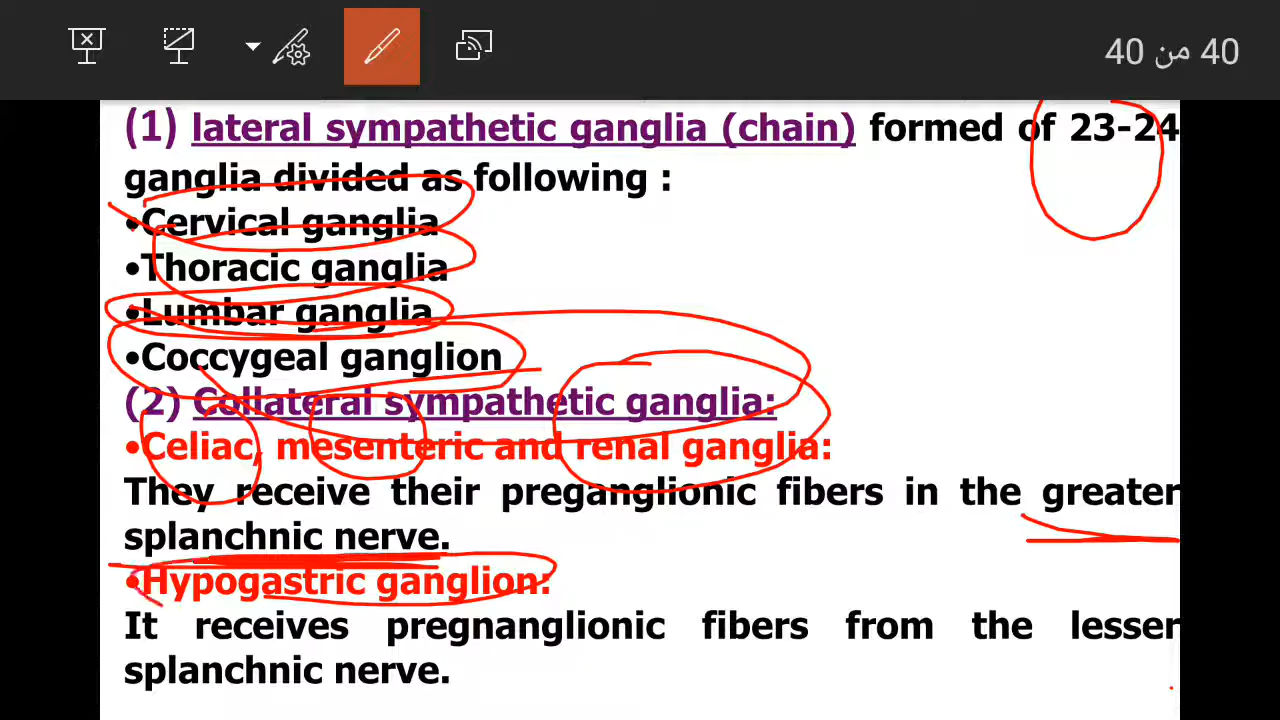 40 من 40
(1) lateral sympathetic ganglia (chain) formed of 23-24
ganglia divided as following :
•Cervical ganglia
•Thoracic ganglia
•Lumbar ganglia
•Coccygeal ganglion
(2) Collateral sympathetic ganglia:
•Celiac, mesenteric and renal ganglia:
They receive their preganglionic fibers in the greater
splanchnic nerve.
•Hypogastric ganglion:
It receives pregnanglionic fibers from the lesser
splanchnic nerve.